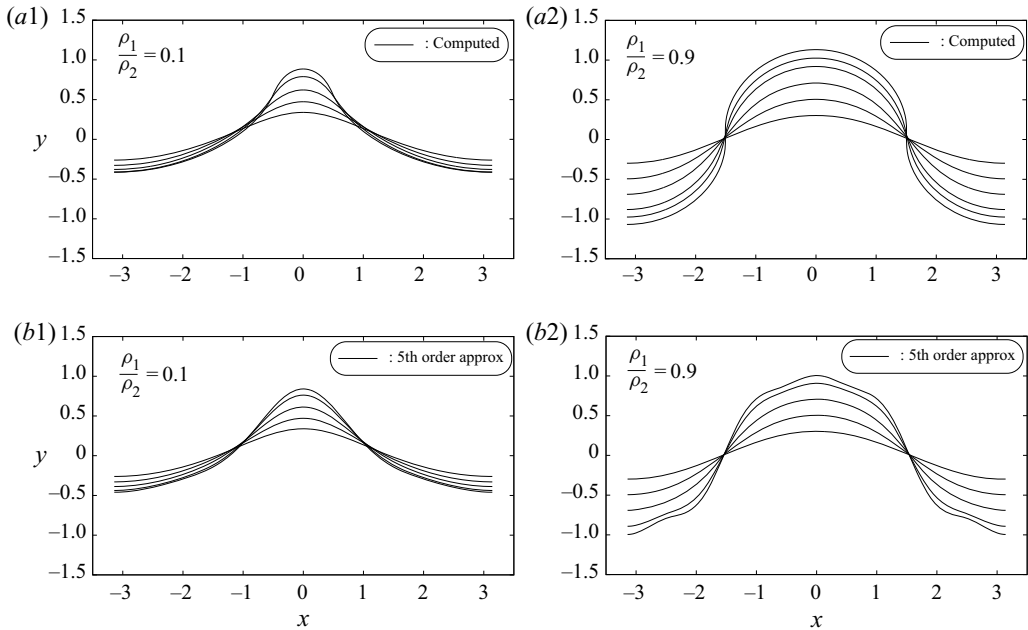 (a1)
1.5
1.0
0.5
0
–0.5
–1.0
–1.5
y
ρ1
ρ2
= 0.1
: Computed
–3 –2 –1 0 1 2 3
(a2)
1.5
1.0
0.5
0
–0.5
–1.0
–1.5
ρ1
ρ2
= 0.9
: Computed
–3 –2 –1 0 1 2 3
(b1)
1.5
1.0
0.5
0
–0.5
–1.0
–1.5
y
ρ1
ρ2
= 0.1
: 5th order approx
–3 –2 –1 0 1 2 3
x
(b2)
1.5
1.0
0.5
0
–0.5
–1.0
–1.5
ρ1
ρ2
= 0.9
: 5th order approx
–3 –2 –1 0 1 2 3
x